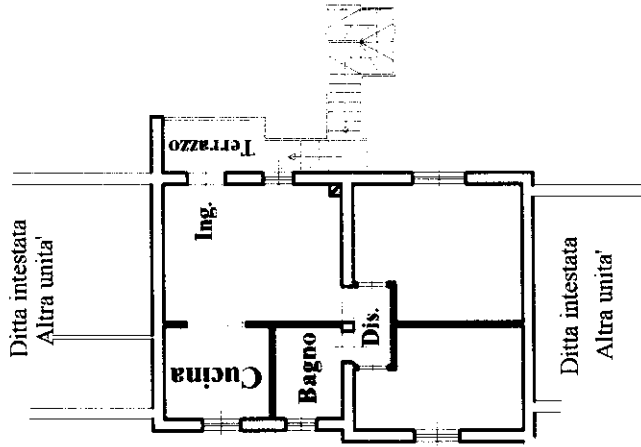 Ditta intestata
Altra unita'
Terrazzo
Ing.
Cucina
Bagno
Dis.
Ditta intestata
Altra unita'